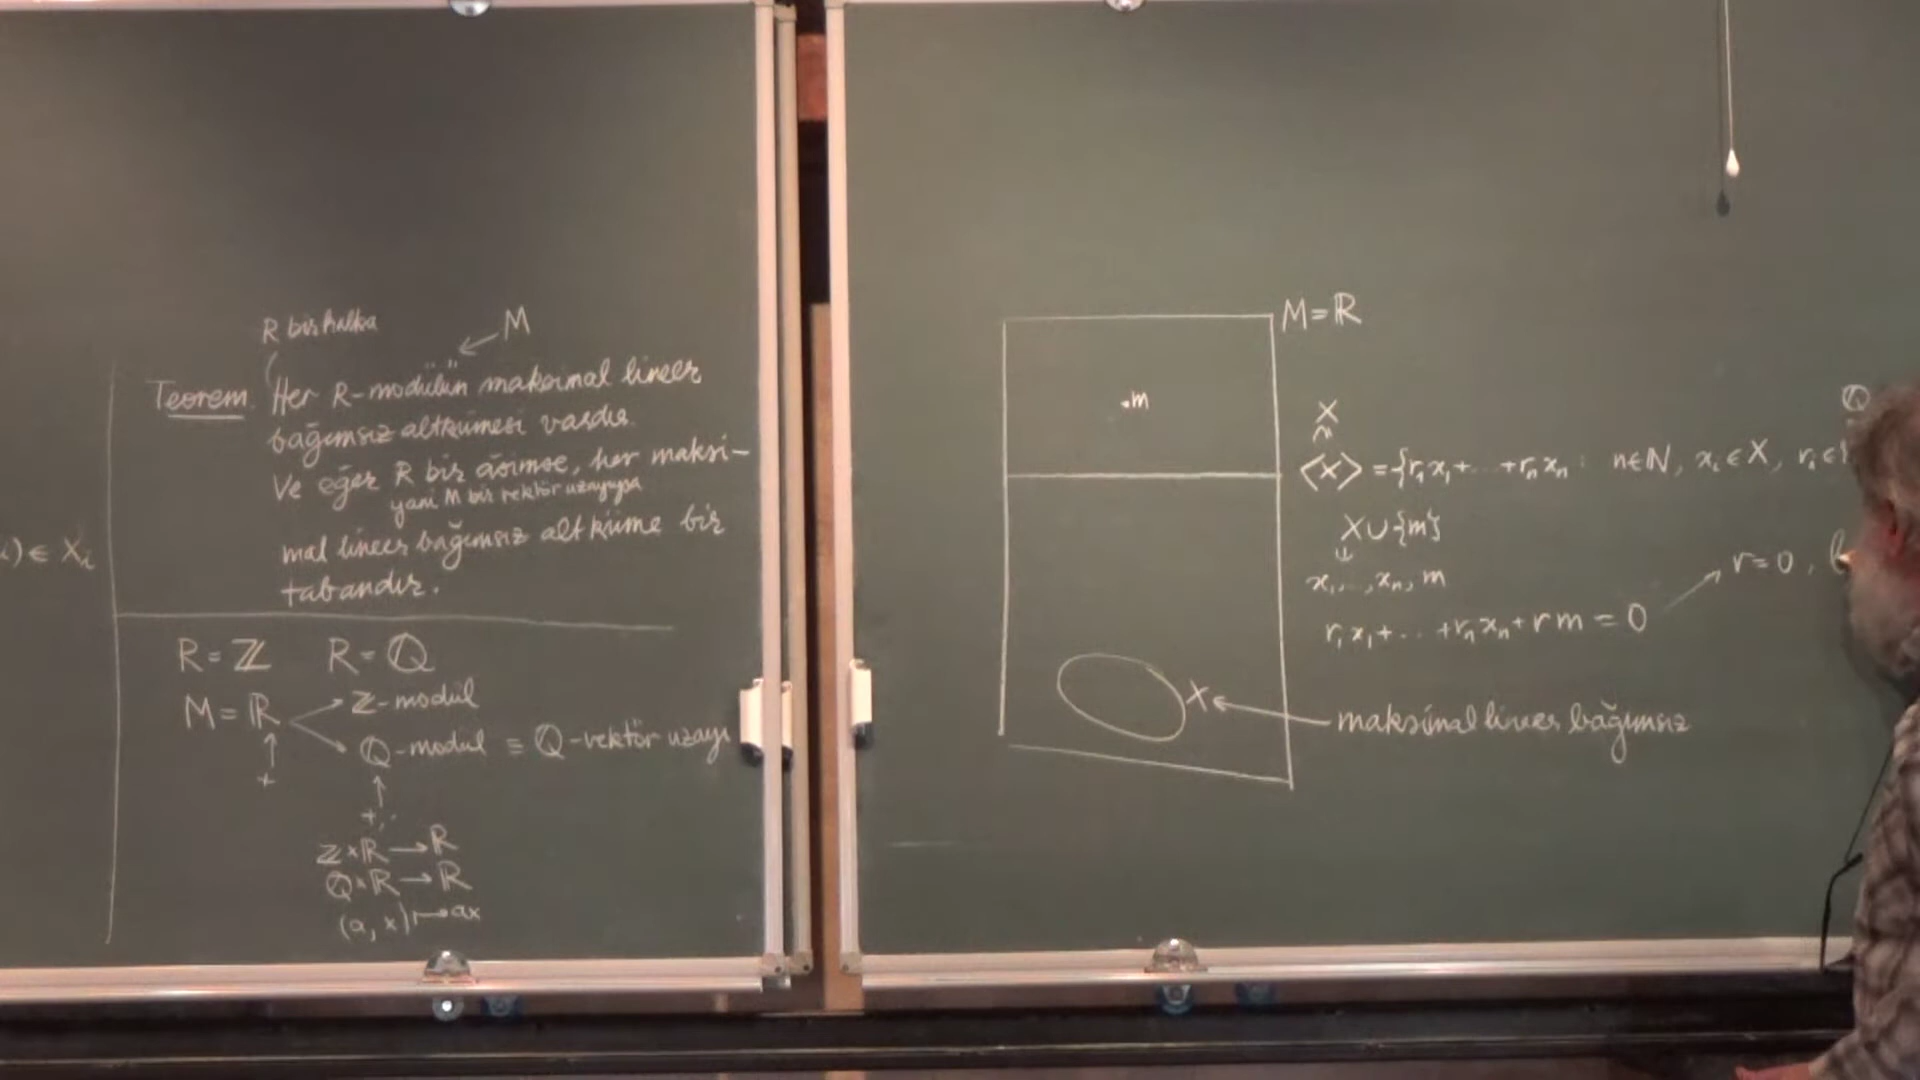 R bir halka
M
Teorem. Her R-modülün maksimal lineer
bağımsız altkümesi vardır.
Ve eğer R bir cisimse, her maksi-
yani M bir vektör uzayıysa
mal lineer bağımsız altküme bir
tabandır.
) ∈ Xᵢ
R = ℤ R = ℚ
M = ℝ → ℤ-modül
→ ℚ-modül ≡ ℚ-vektör uzayı
↑
+
↑
+, ·
ℤ×ℝ → ℝ
ℚ×ℝ → ℝ
(a, x) ↦ ax
M = ℝ
.m
X
∩
⟨X⟩ = {r₁x₁+...+rₙxₙ : n∈ℕ, xᵢ∈X, rᵢ∈
ℚ
X∪{m}
x₁,...,xₙ, m
r₁x₁+...+rₙxₙ+rm = 0
r=0,
X ← maksimal lineer bağımsız